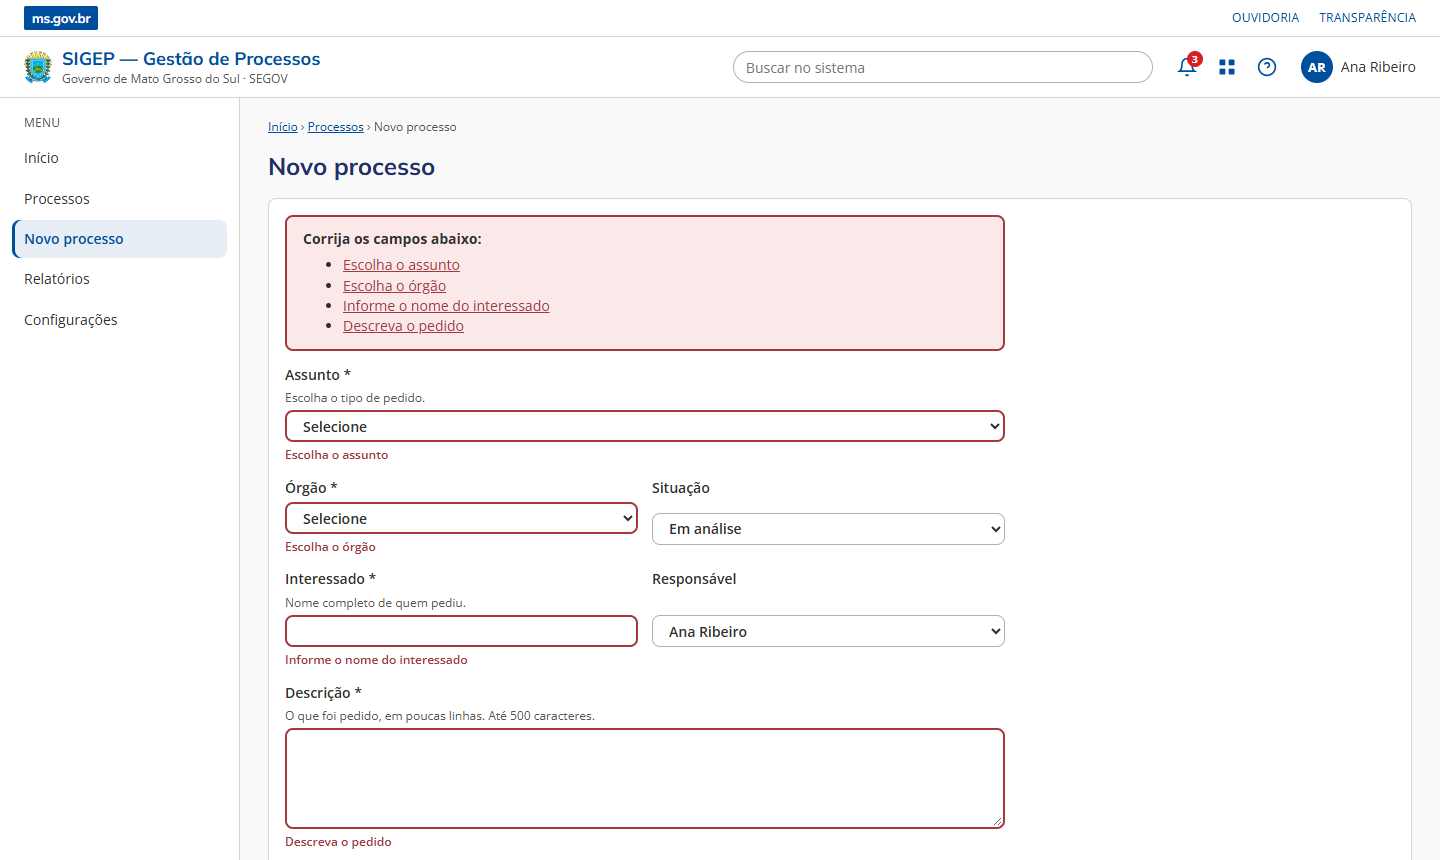 ms.gov.br
OUVIDORIA TRANSPARÊNCIA
SIGEP — Gestão de Processos
Governo de Mato Grosso do Sul · SEGOV
Buscar no sistema
3
AR
Ana Ribeiro
MENU
Início
Processos
Novo processo
Relatórios
Configurações
Início › Processos › Novo processo
Novo processo
Corrija os campos abaixo:
• Escolha o assunto
• Escolha o órgão
• Informe o nome do interessado
• Descreva o pedido
Assunto *
Escolha o tipo de pedido.
Selecione
Escolha o assunto
Órgão *
Selecione
Escolha o órgão
Situação
Em análise
Interessado *
Nome completo de quem pediu.
Informe o nome do interessado
Responsável
Ana Ribeiro
Descrição *
O que foi pedido, em poucas linhas. Até 500 caracteres.
Descreva o pedido